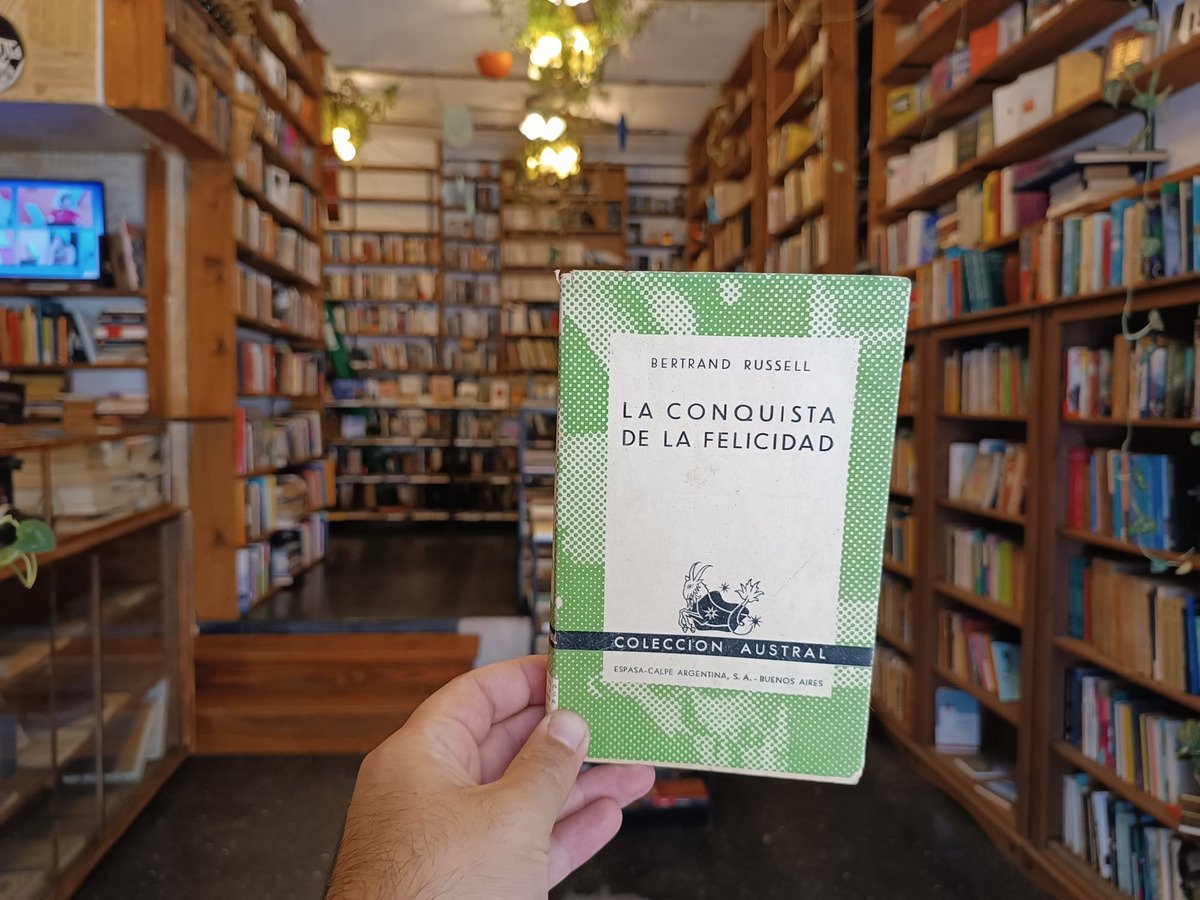 BERTRAND RUSSELL
LA CONQUISTA
DE LA FELICIDAD
COLECCION AUSTRAL
ESPASA-CALPE ARGENTINA, S. A. - BUENOS AIRES